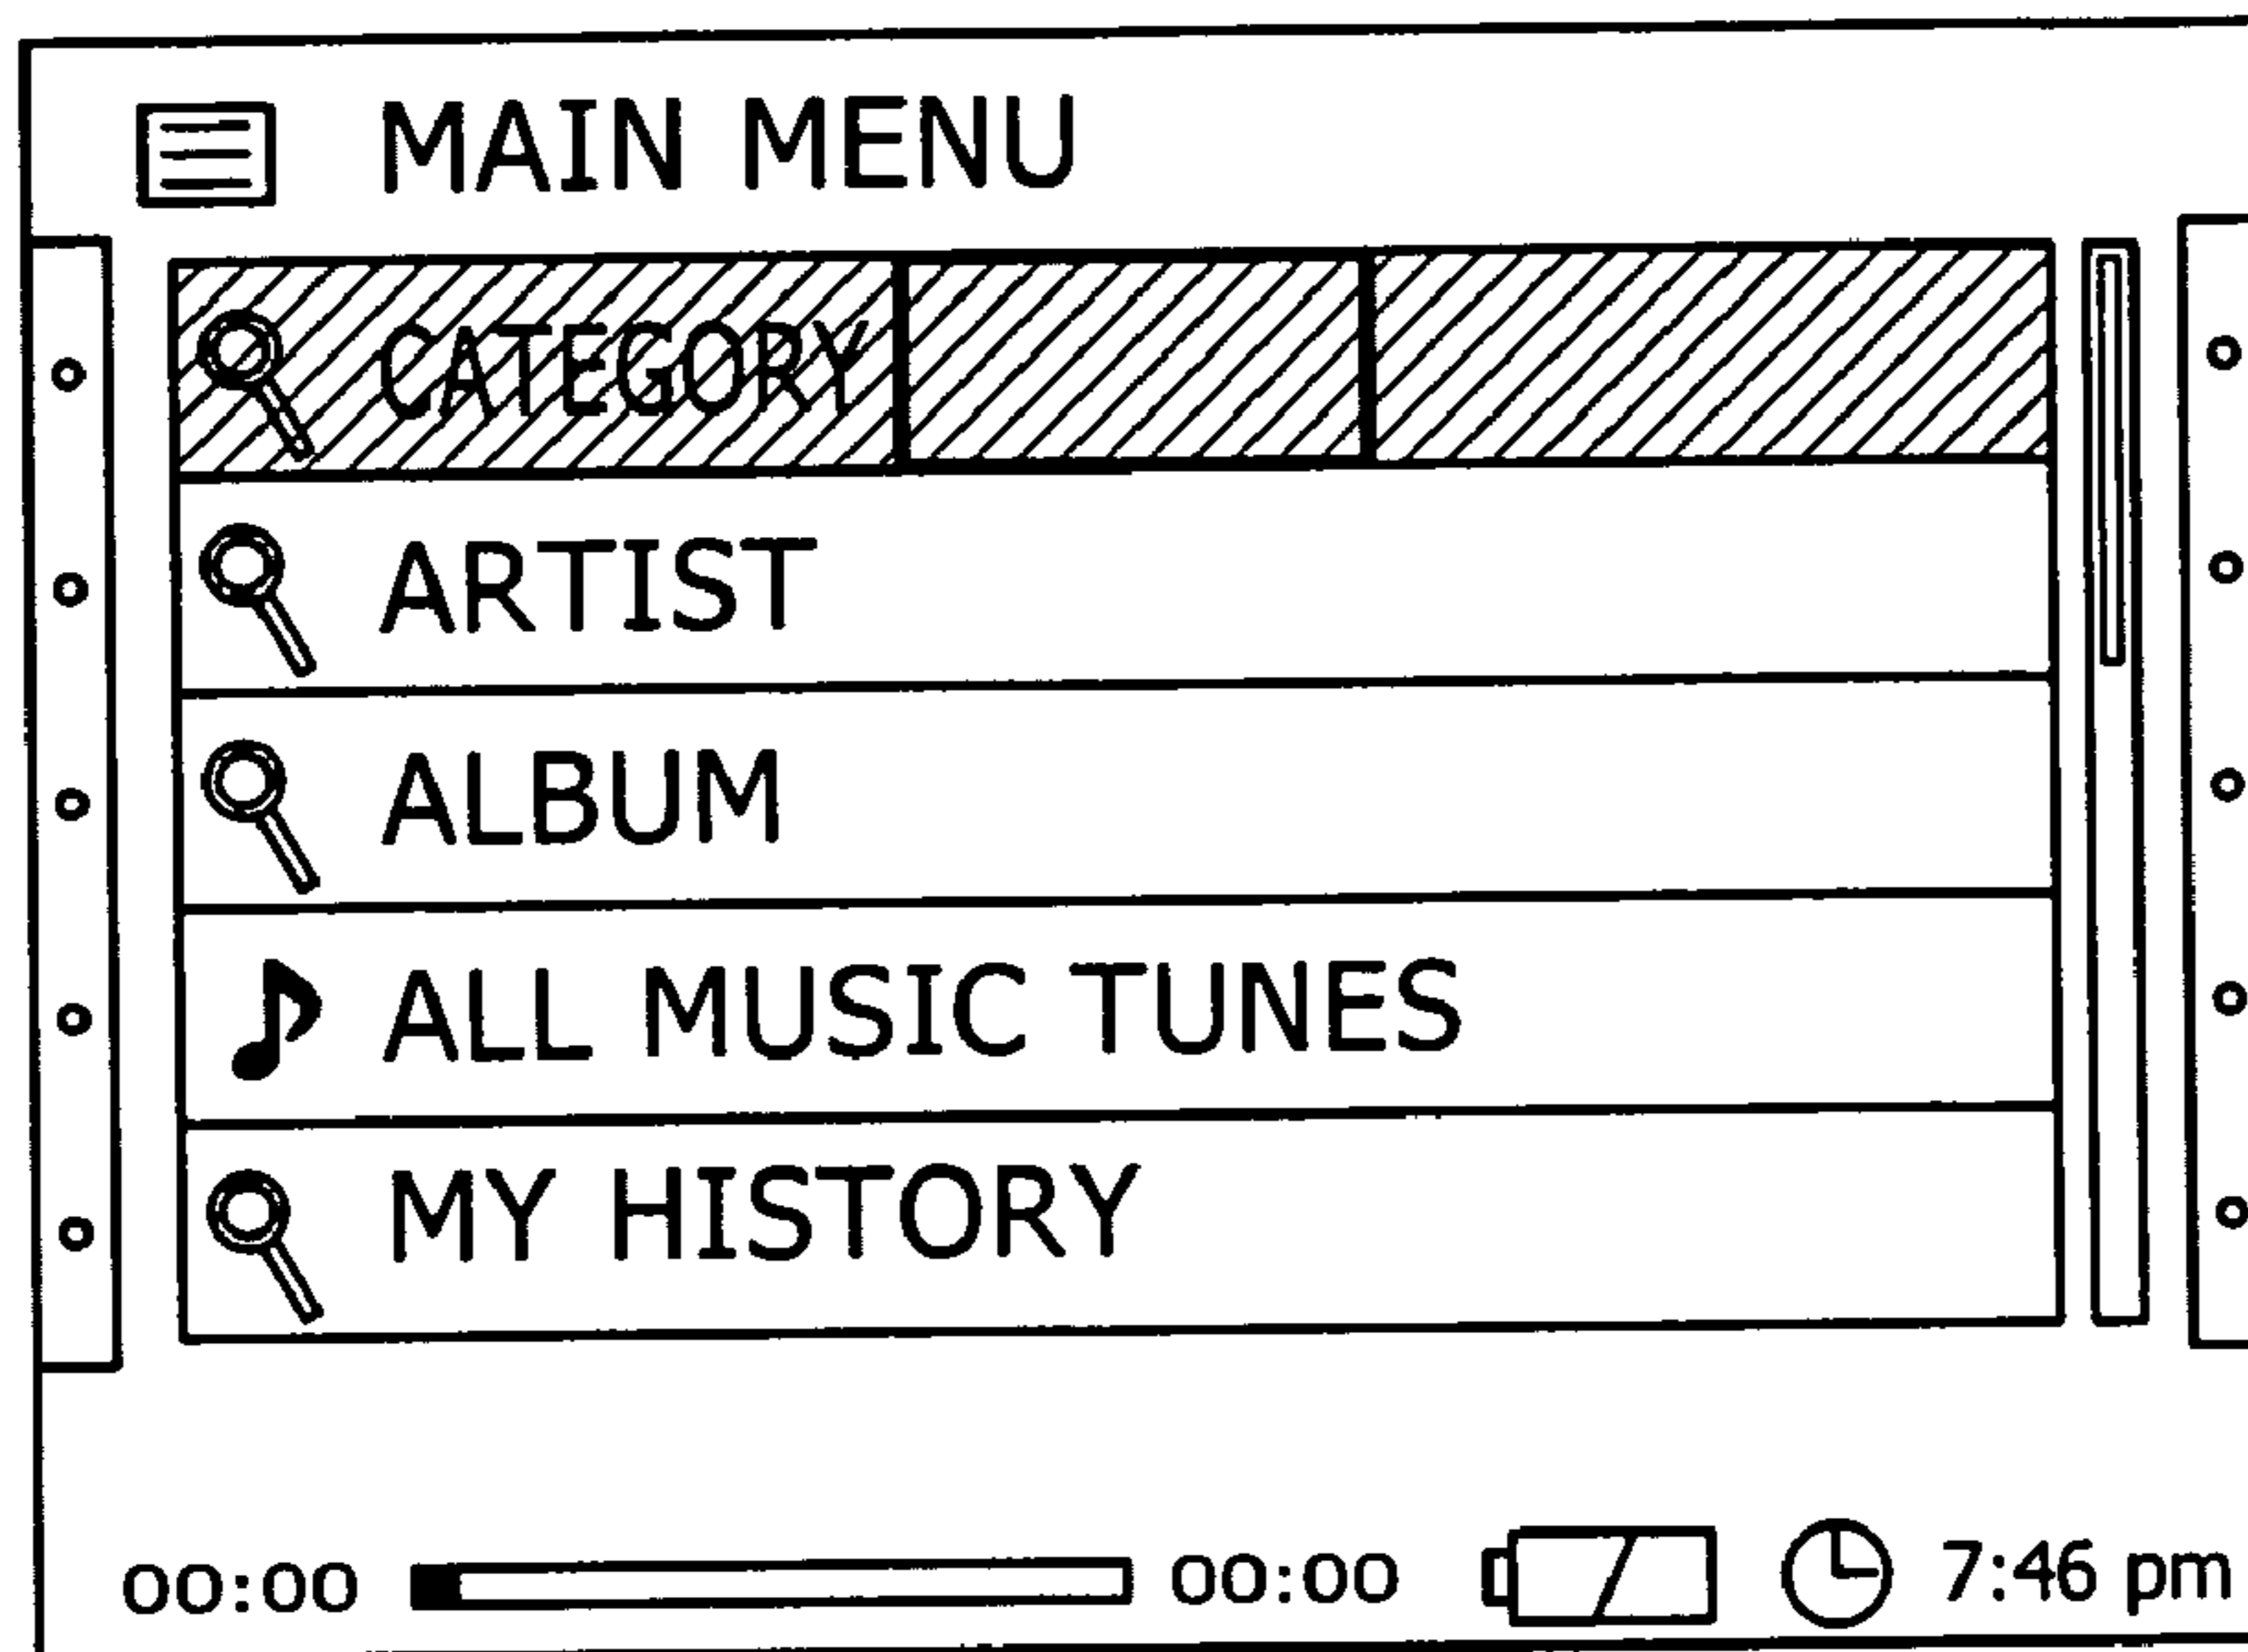 MAIN MENU
CATEGORY
ARTIST
ALBUM
ALL MUSIC TUNES
MY HISTORY
00:00 00:00 7:46 pm